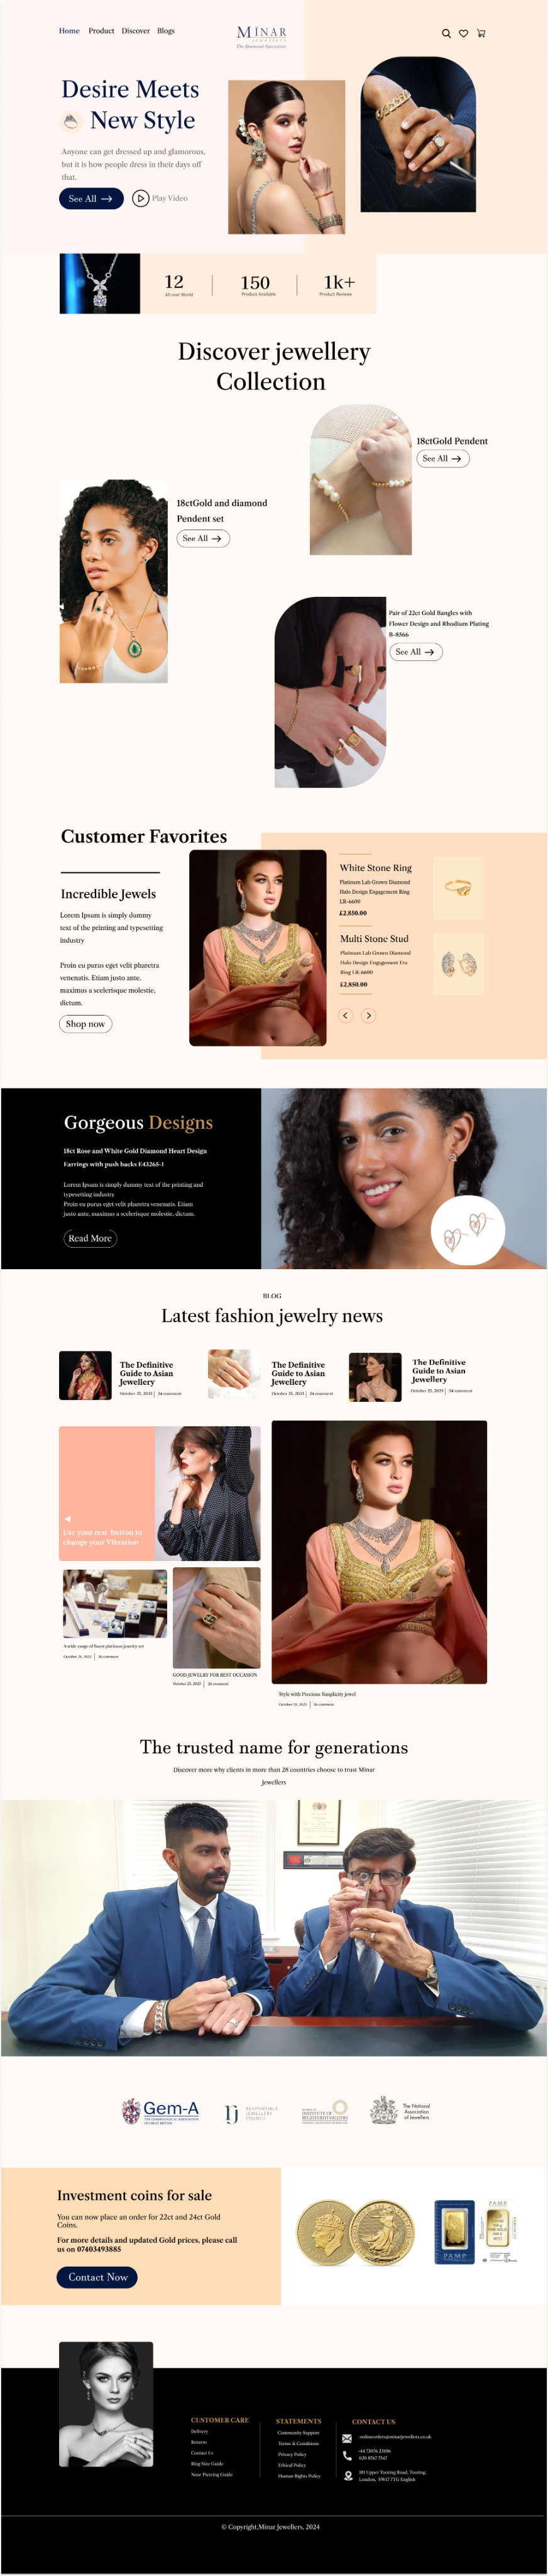 Home Product Discover Blogs
MINAR
jewellers
The Diamond Specialists
Desire Meets
New Style
Anyone can get dressed up and glamorous,
but it is how people dress in their days off
that.
See All
Play Video
12
All over World
150
Product Available
1k+
Product Reviews
Discover jewellery
Collection
18ctGold Pendent
See All
18ctGold and diamond
Pendent set
See All
Pair of 22ct Gold Bangles with
Flower Design and Rhodium Plating
B-8566
See All
Customer Favorites
Incredible Jewels
Lorem Ipsum is simply dummy
text of the printing and typesetting
industry
Proin eu purus eget velit pharetra
venenatis. Etiam justo ante,
maximus a scelerisque molestie,
dictum.
Shop now
White Stone Ring
Platinum Lab Grown Diamond
Halo Design Engagement Ring
LR-6600
£2,850.00
Multi Stone Stud
Platinum Lab Grown Diamond
Halo Design Engagement Era
Ring LR-6600
£2,850.00
Gorgeous Designs
18ct Rose and White Gold Diamond Heart Design
Earrings with push backs E43265-1
Lorem Ipsum is simply dummy text of the printing and
typesetting industry
Proin eu purus eget velit pharetra venenatis. Etiam
justo ante, maximus a scelerisque molestie, dictum.
Read More
BLOG
Latest fashion jewelry news
The Definitive
Guide to Asian
Jewellery
October 25, 2023 | 24 comment
The Definitive
Guide to Asian
Jewellery
October 25, 2023 | 24 comment
The Definitive
Guide to Asian
Jewellery
October 25, 2023 | 24 comment
Use your rest button to
change your Vibration
A wide range of finest platinum jewelry set
October 25, 2023 | 26 comment
GOOD JEWELRY FOR BEST OCCASION
October 25, 2023 | 26 comment
Style with Precious Simplicity jewel
October 25, 2023 | 26 comment
The trusted name for generations
Discover more why clients in more than 28 countries choose to trust Minar
Jewellers
Gem-A
THE GEMMOLOGICAL ASSOCIATION
OF GREAT BRITAIN
RESPONSIBLE
JEWELLERY
COUNCIL
INSTITUTE OF
REGISTERED VALUERS
The National
Association
of Jewellers
Investment coins for sale
You can now place an order for 22ct and 24ct Gold
Coins.
For more details and updated Gold prices, please call
us on 07403493885
Contact Now
PAMP
PAMP
CUSTOMER CARE
Delivery
Returns
Contact Us
Ring Size Guide
Nose Piercing Guide
STATEMENTS
Community Support
Terms & Conditions
Privacy Policy
Ethical Policy
Human Rights Policy
CONTACT US
onlineorders@minarjewellers.co.uk
020 8767 7547
181 Upper Tooting Road, Tooting,
London, SW17 7TG English
© Copyright,Minar Jewellers, 2024